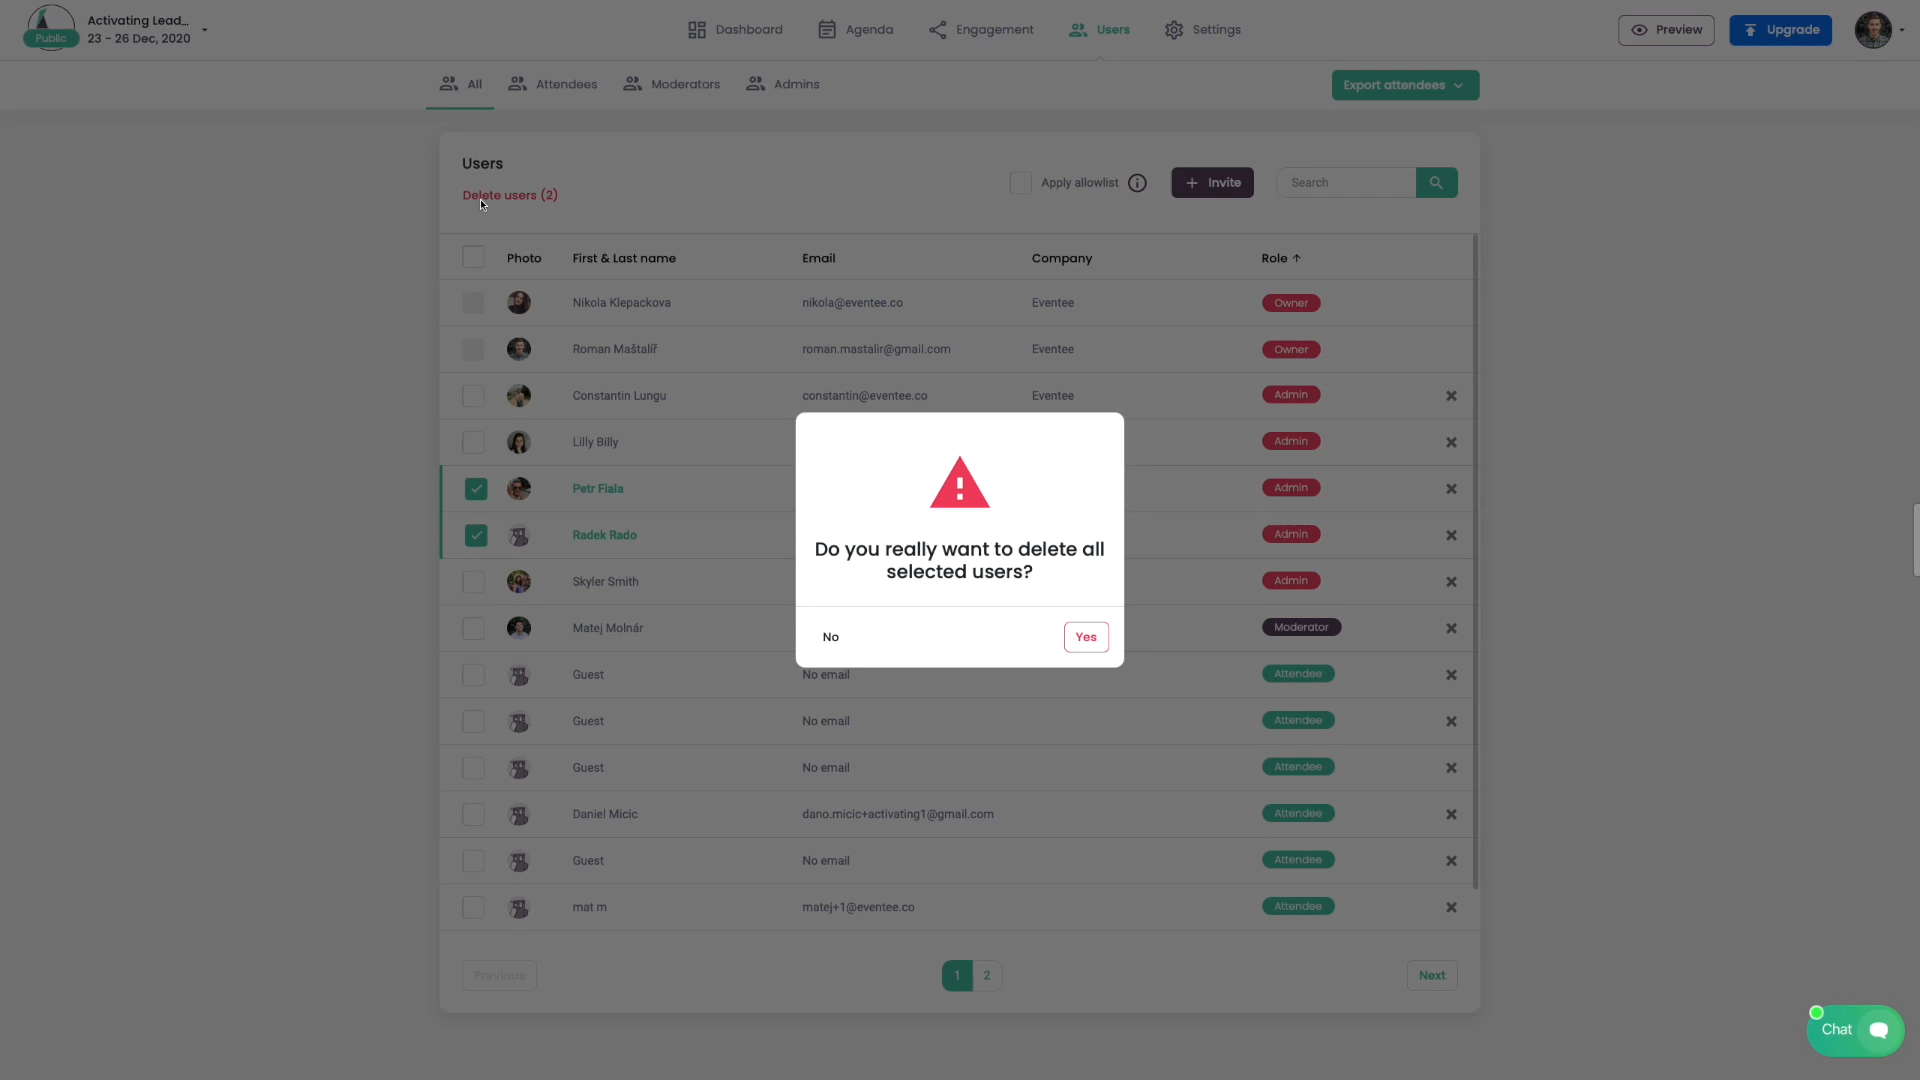 Activating Lead...
Public
23 - 26 Dec, 2020
Dashboard
Agenda
Engagement
Users
Settings
Preview
Upgrade
All
Attendees
Moderators
Admins
Export attendees
Users
Delete users (2)
Apply allowlist
Invite
Search
Photo First & Last name Email Company Role
Nikola Klepackova nikola@eventee.co Eventee Owner
Roman Maštalíř roman.mastalir@gmail.com Eventee Owner
Constantin Lungu constantin@eventee.co Eventee Admin
Lilly Billy Admin
Petr Fiala Admin
Radek Rado Admin
Skyler Smith Admin
Matej Molnár Moderator
Guest No email Attendee
Guest No email Attendee
Guest No email Attendee
Daniel Micic dano.micic+activating1@gmail.com Attendee
Guest No email Attendee
mat m matej+1@eventee.co Attendee
Do you really want to delete all
selected users?
No
Yes
Previous
1
2
Next
Chat